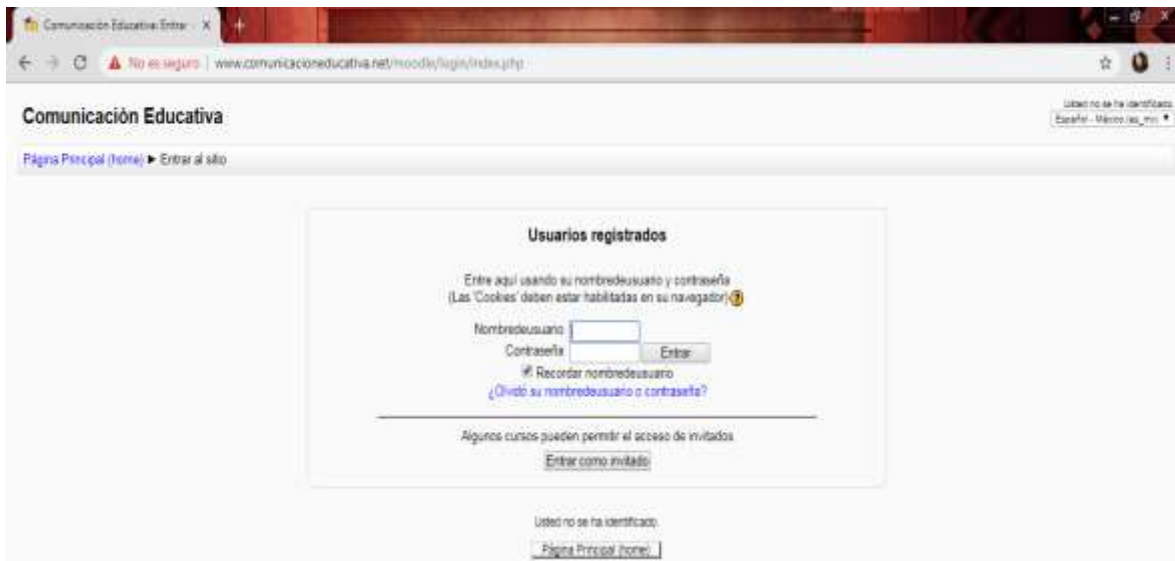 Comunicación Educativa: Entrar
No es seguro | www.comunicacioneducativa.net/moodle/login/index.php
Comunicación Educativa
Usted no se ha identificado
Español - México (es_mx)
Página Principal (home) ► Entrar al sitio
Usuarios registrados
Entre aquí usando su nombredeusuario y contraseña
(Las 'Cookies' deben estar habilitadas en su navegador)
Nombredeusuario
Contraseña Entrar
Recordar nombredeusuario
¿Olvidó su nombredeusuario o contraseña?
Algunos cursos pueden permitir el acceso de invitados
Entrar como invitado
Usted no se ha identificado.
Página Principal (home)